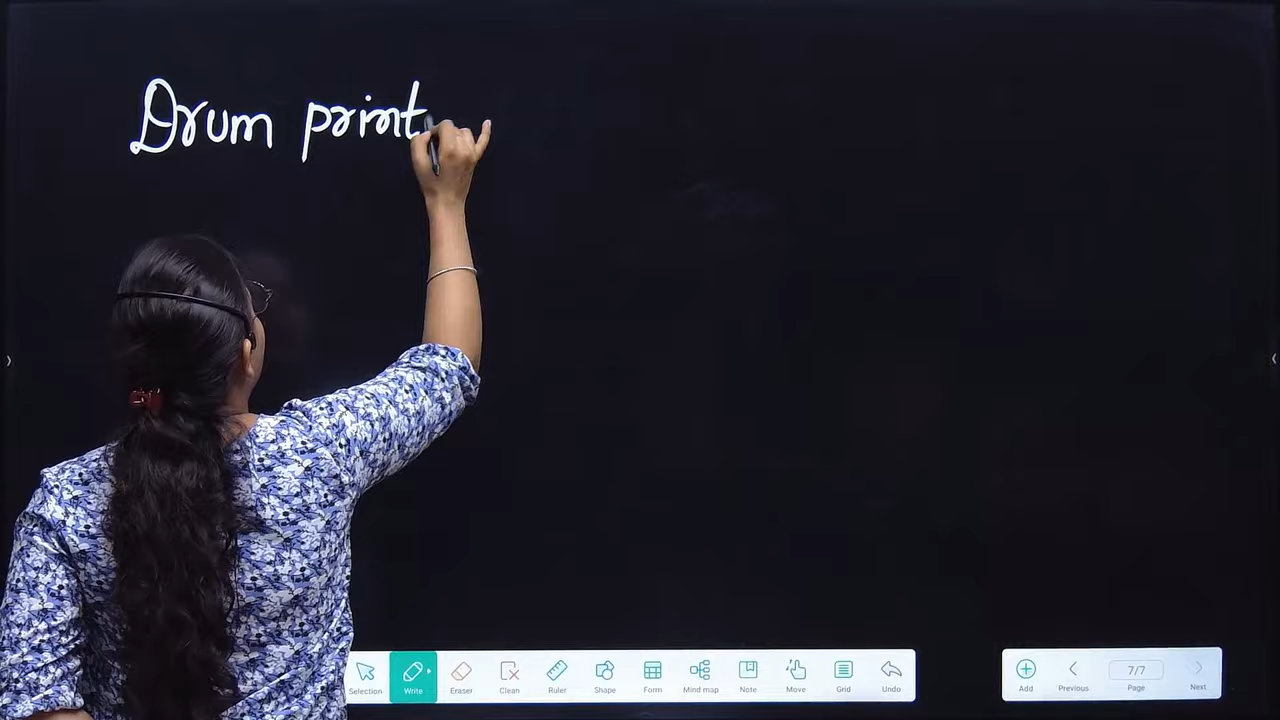 Drum print
Selection
Write
Eraser
Clean
Ruler
Shape
Form
Mind map
Note
Move
Grid
Undo
Add
Previous
7/7
Page
Next